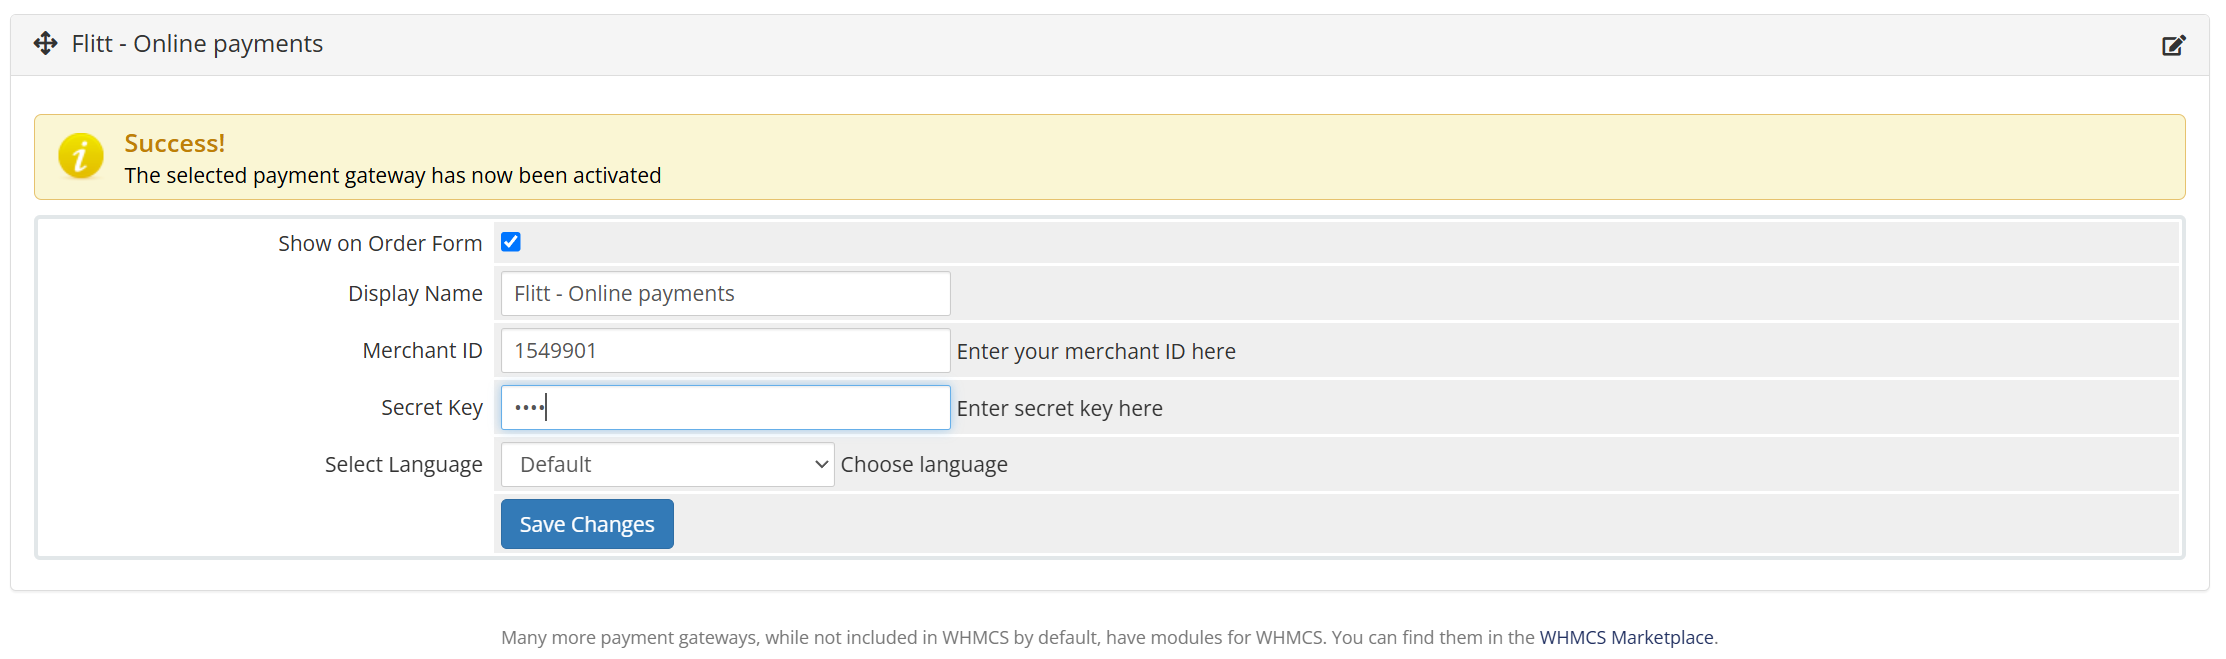 Flitt - Online payments
Success!
The selected payment gateway has now been activated
Show on Order Form
Display Name Flitt - Online payments
Merchant ID 1549901 Enter your merchant ID here
Secret Key •••• Enter secret key here
Select Language Default Choose language
Save Changes
Many more payment gateways, while not included in WHMCS by default, have modules for WHMCS. You can find them in the WHMCS Marketplace.